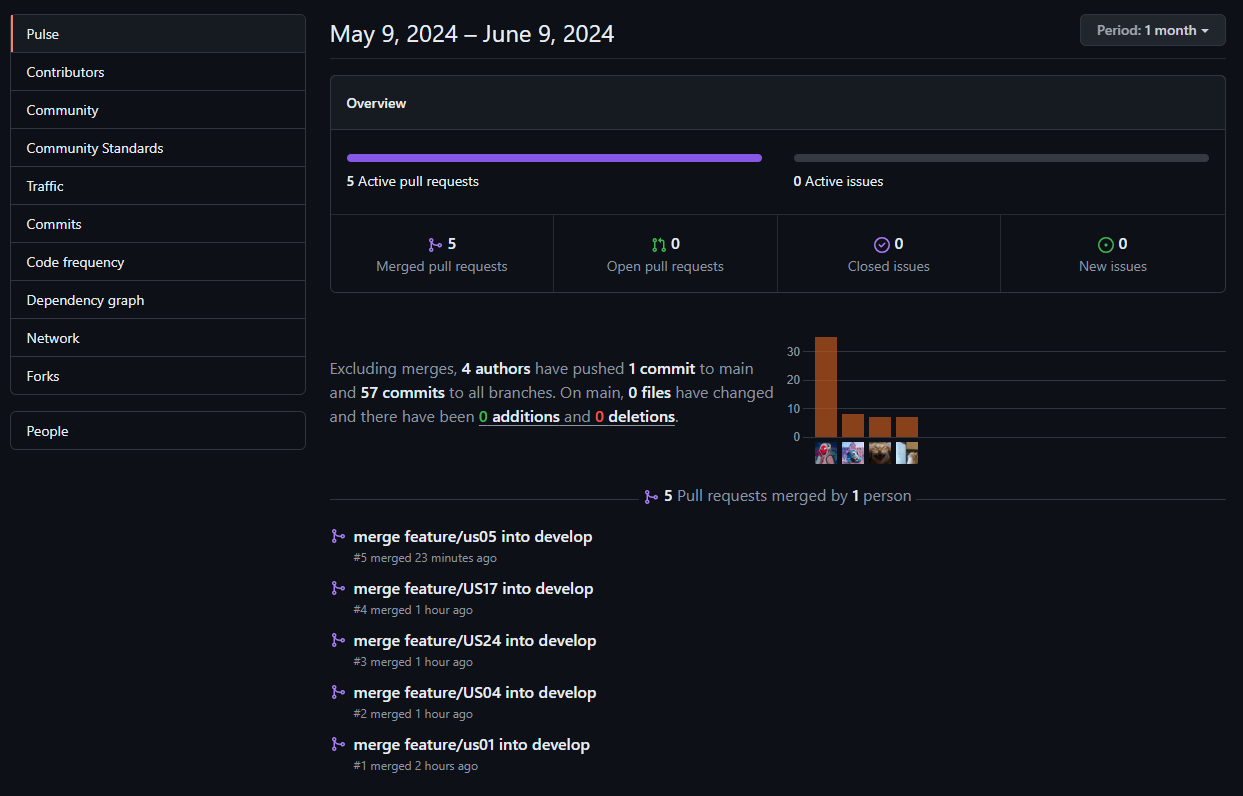 Pulse
Contributors
Community
Community Standards
Traffic
Commits
Code frequency
Dependency graph
Network
Forks
People
May 9, 2024 – June 9, 2024
Period: 1 month
Overview
5 Active pull requests
0 Active issues
5
Merged pull requests
0
Open pull requests
0
Closed issues
0
New issues
Excluding merges, 4 authors have pushed 1 commit to main
and 57 commits to all branches. On main, 0 files have changed
and there have been 0 additions and 0 deletions.
30
20
10
0
5 Pull requests merged by 1 person
merge feature/us05 into develop
#5 merged 23 minutes ago
merge feature/US17 into develop
#4 merged 1 hour ago
merge feature/US24 into develop
#3 merged 1 hour ago
merge feature/US04 into develop
#2 merged 1 hour ago
merge feature/us01 into develop
#1 merged 2 hours ago